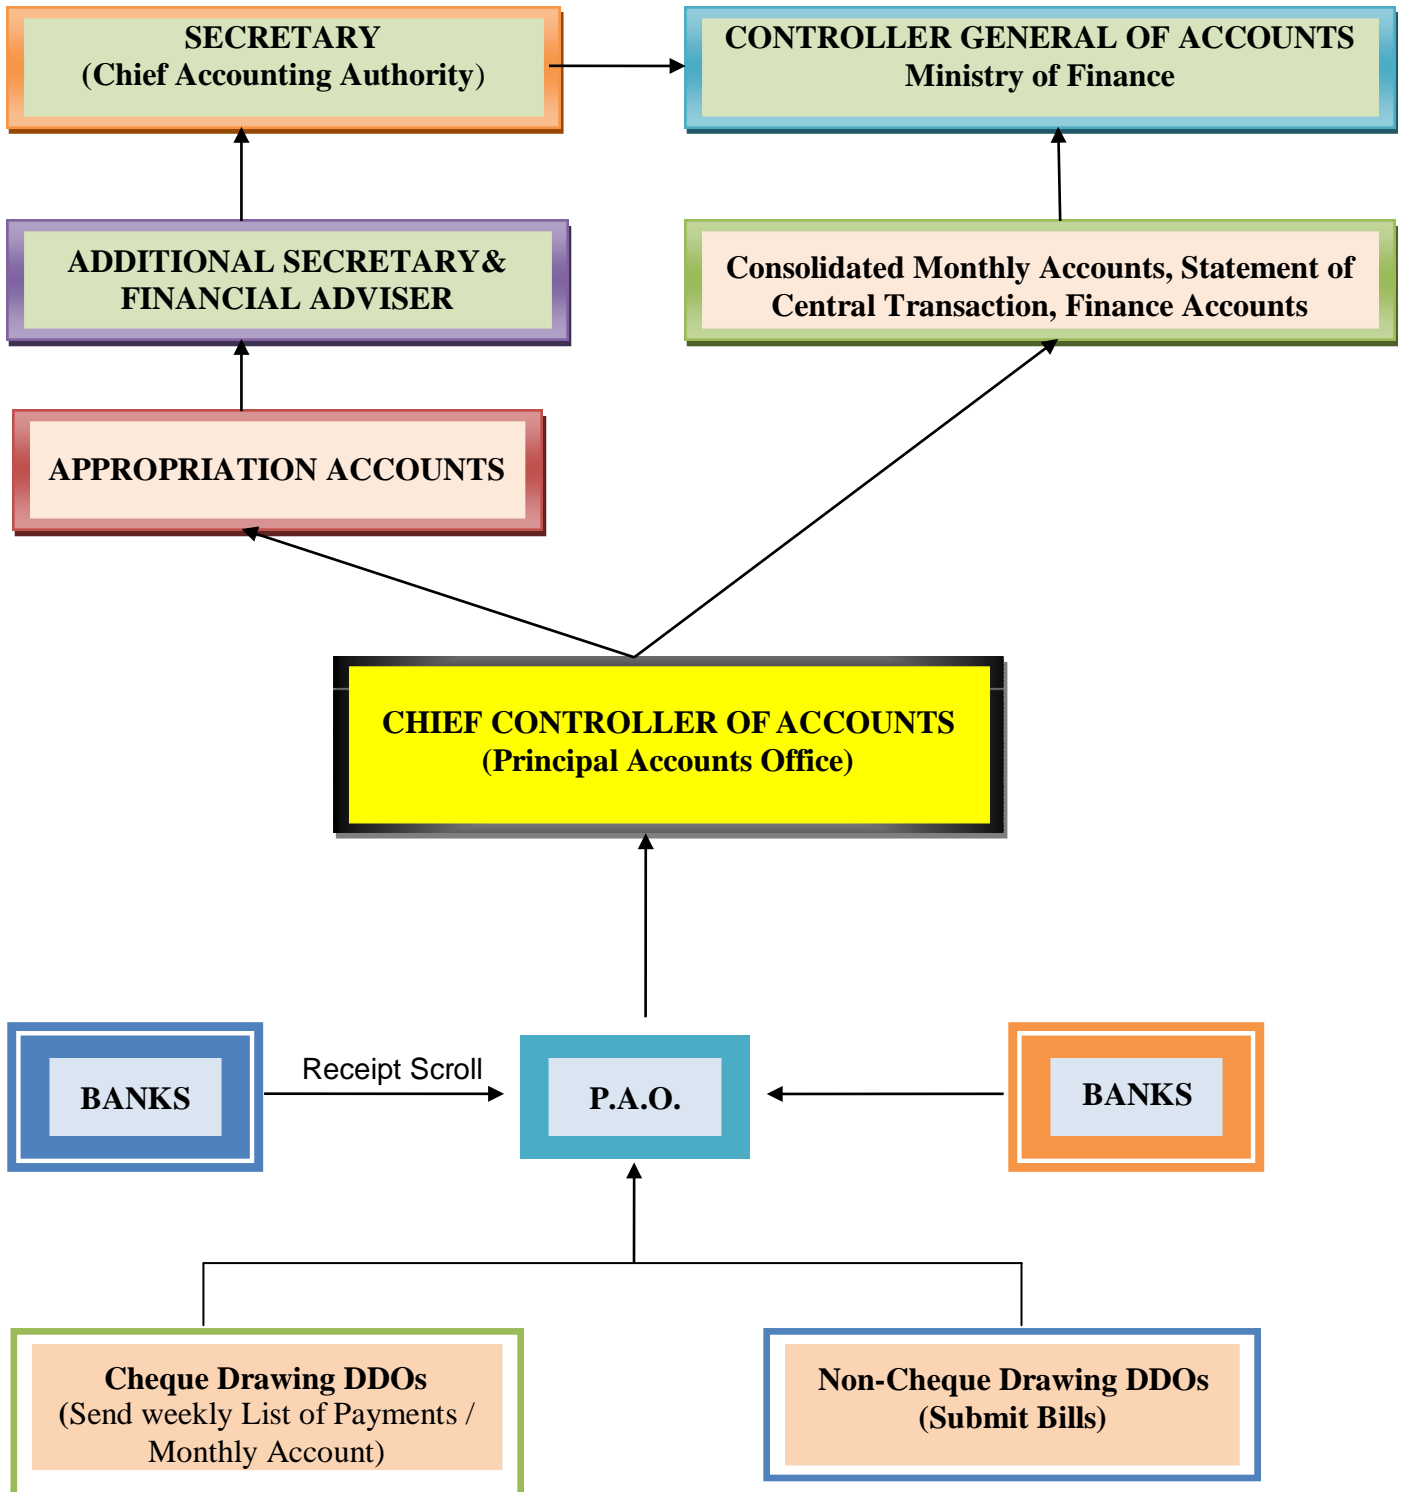 SECRETARY
(Chief Accounting Authority)
CONTROLLER GENERAL OF ACCOUNTS
Ministry of Finance
ADDITIONAL SECRETARY&
FINANCIAL ADVISER
Consolidated Monthly Accounts, Statement of
Central Transaction, Finance Accounts
APPROPRIATION ACCOUNTS
CHIEF CONTROLLER OF ACCOUNTS
(Principal Accounts Office)
BANKS
Receipt Scroll
P.A.O.
BANKS
Cheque Drawing DDOs
(Send weekly List of Payments /
Monthly Account)
Non-Cheque Drawing DDOs
(Submit Bills)